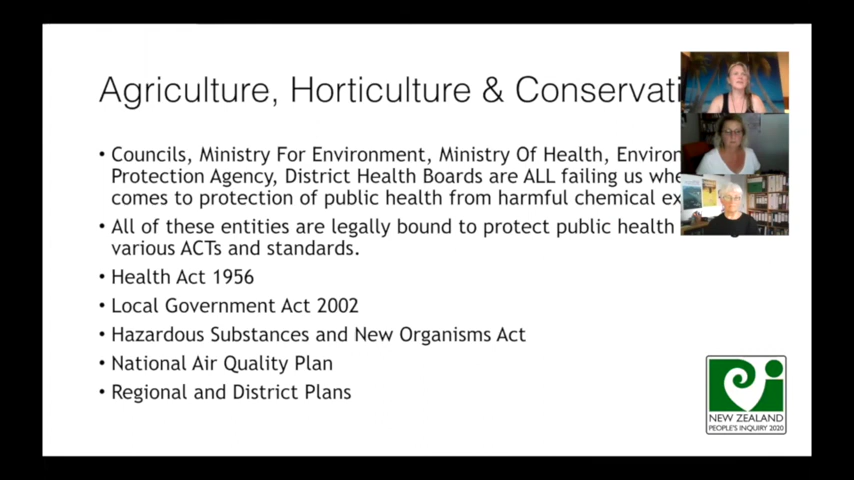 Agriculture, Horticulture & Conservati
• Councils, Ministry For Environment, Ministry Of Health, Environ
Protection Agency, District Health Boards are ALL failing us whe
comes to protection of public health from harmful chemical ex
• All of these entities are legally bound to protect public health
various ACTs and standards.
• Health Act 1956
• Local Government Act 2002
• Hazardous Substances and New Organisms Act
• National Air Quality Plan
• Regional and District Plans
NEW ZEALAND
PEOPLE'S INQUIRY 2020